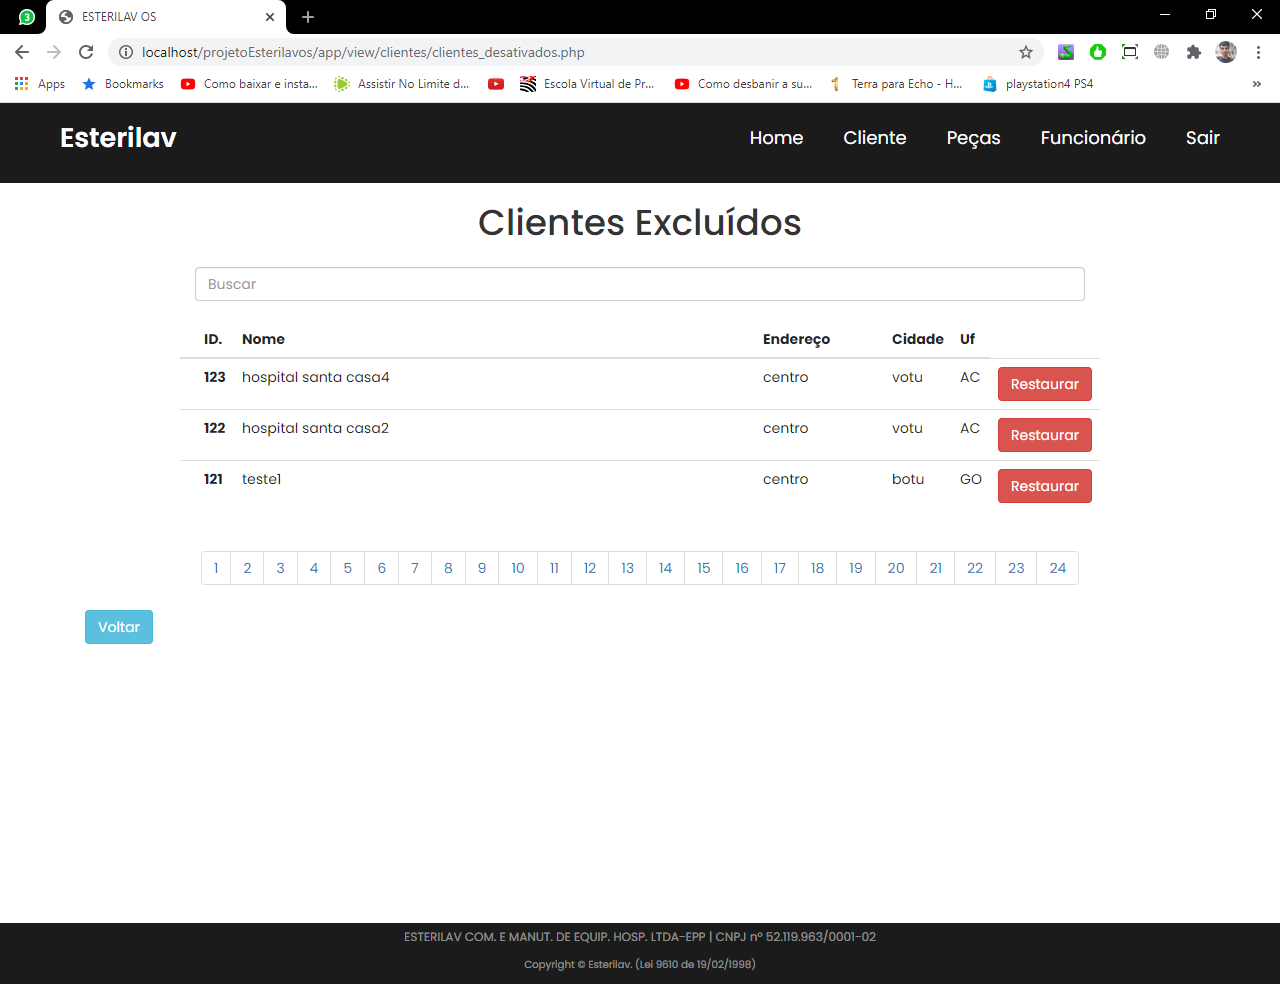 3
ESTERILAV OS
localhost/projetoEsterilavos/app/view/clientes/clientes_desativados.php
Apps Bookmarks Como baixar e insta... Assistir No Limite d... Escola Virtual de Pr... Como desbanir a su... Terra para Echo - H... playstation4 PS4 »
Esterilav Home Cliente Peças Funcionário Sair
Clientes Excluídos
Buscar
ID. Nome Endereço Cidade Uf
123 hospital santa casa4 centro votu AC Restaurar
122 hospital santa casa2 centro votu AC Restaurar
121 teste1 centro botu GO Restaurar
1 2 3 4 5 6 7 8 9 10 11 12 13 14 15 16 17 18 19 20 21 22 23 24
Voltar
ESTERILAV COM. E MANUT. DE EQUIP. HOSP. LTDA-EPP | CNPJ nº 52.119.963/0001-02
Copyright © Esterilav. (Lei 9610 de 19/02/1998)